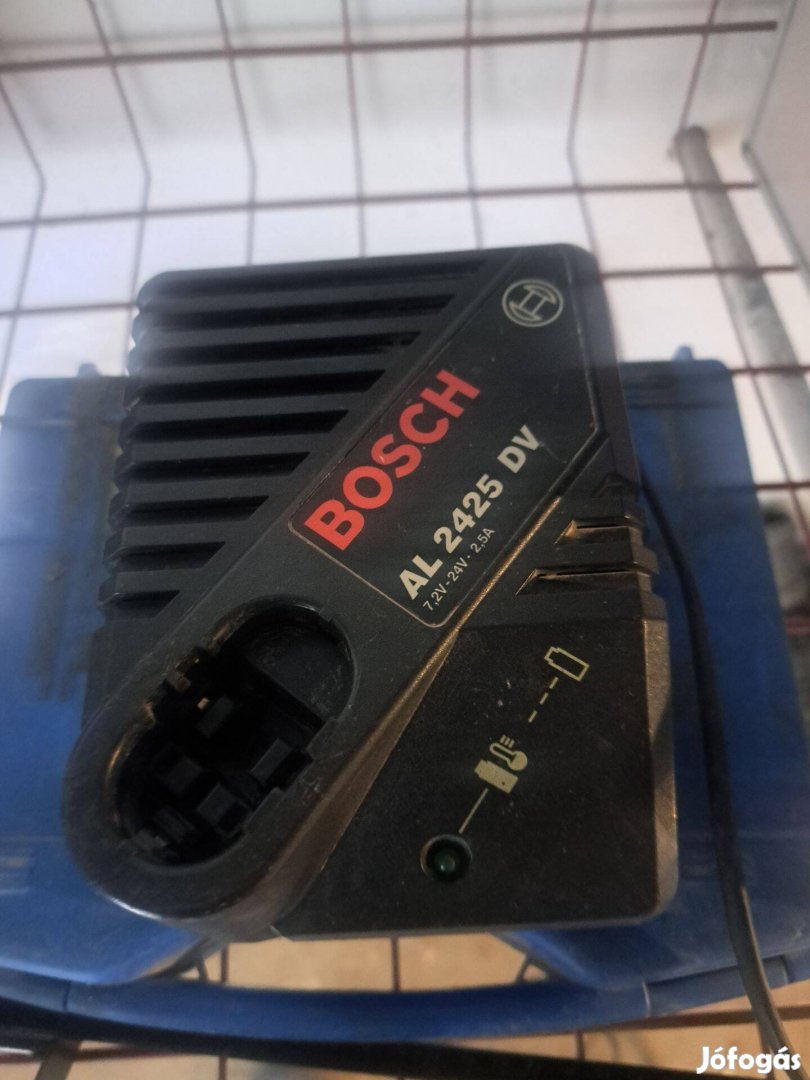 BOSCH
AL 2425 DV
7,2V-24V · 2,5A
Jófogás